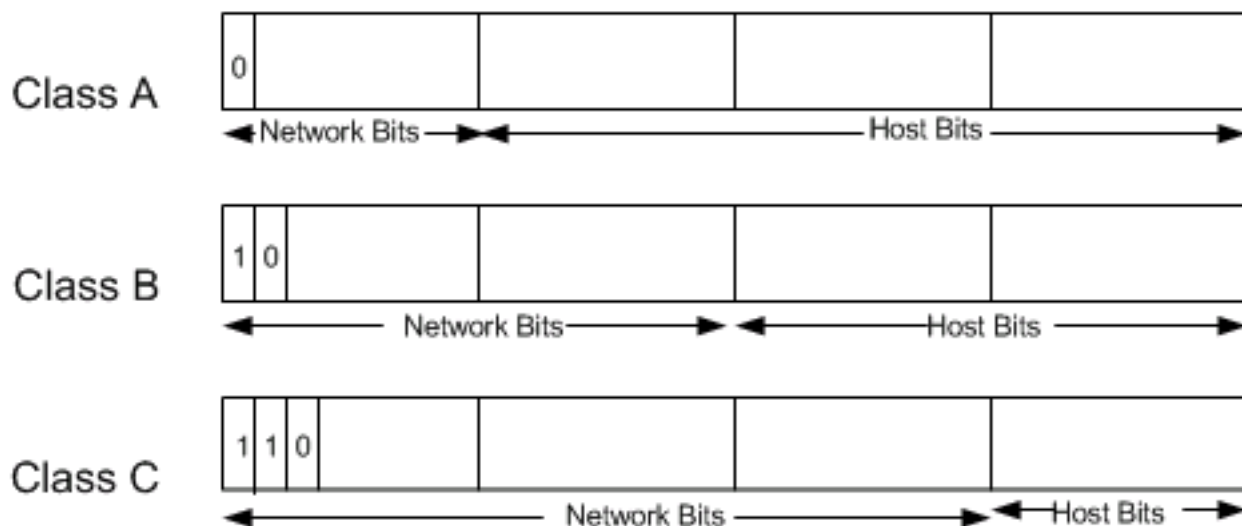 0
Class A
Network Bits Host Bits
1 0
Class B
Network Bits Host Bits
1 1 0
Class C
Network Bits Host Bits